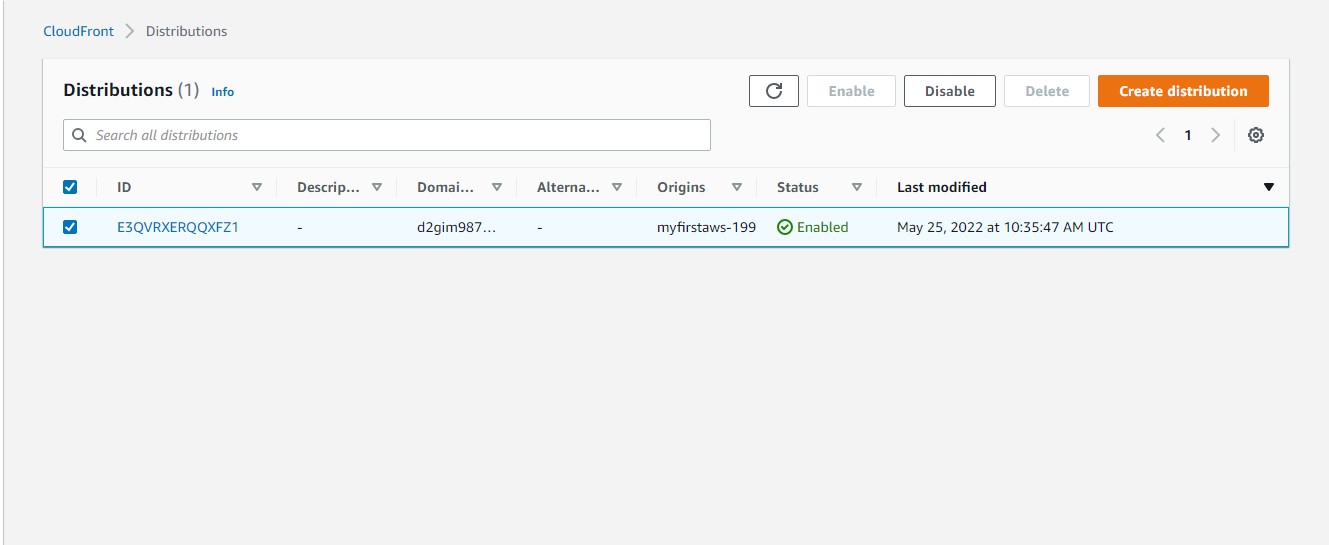 CloudFront > Distributions
Distributions (1) Info Enable Disable Delete Create distribution
Search all distributions 1
ID Descrip... Domai... Alterna... Origins Status Last modified
E3QVRXERQQXFZ1 - d2gim987... - myfirstaws-199 Enabled May 25, 2022 at 10:35:47 AM UTC